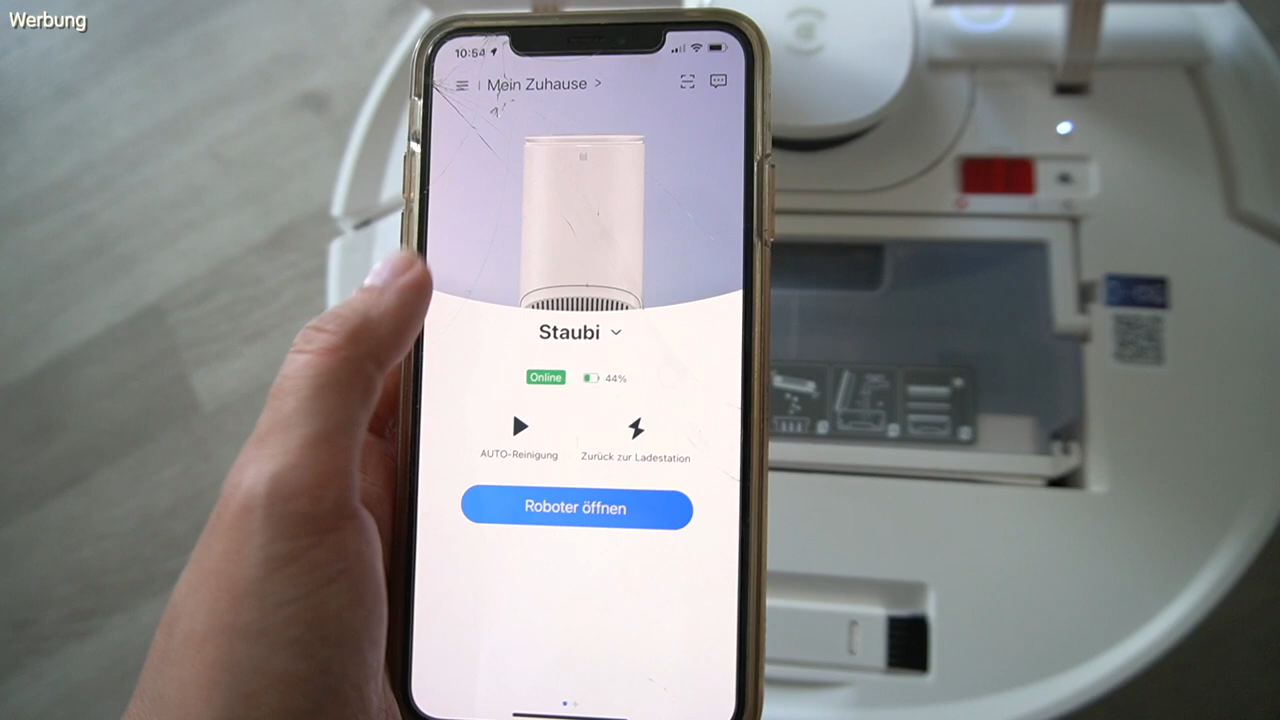 Werbung
10:54
Mein Zuhause >
Staubi
Online
44%
AUTO-Reinigung
Zurück zur Ladestation
Roboter öffnen